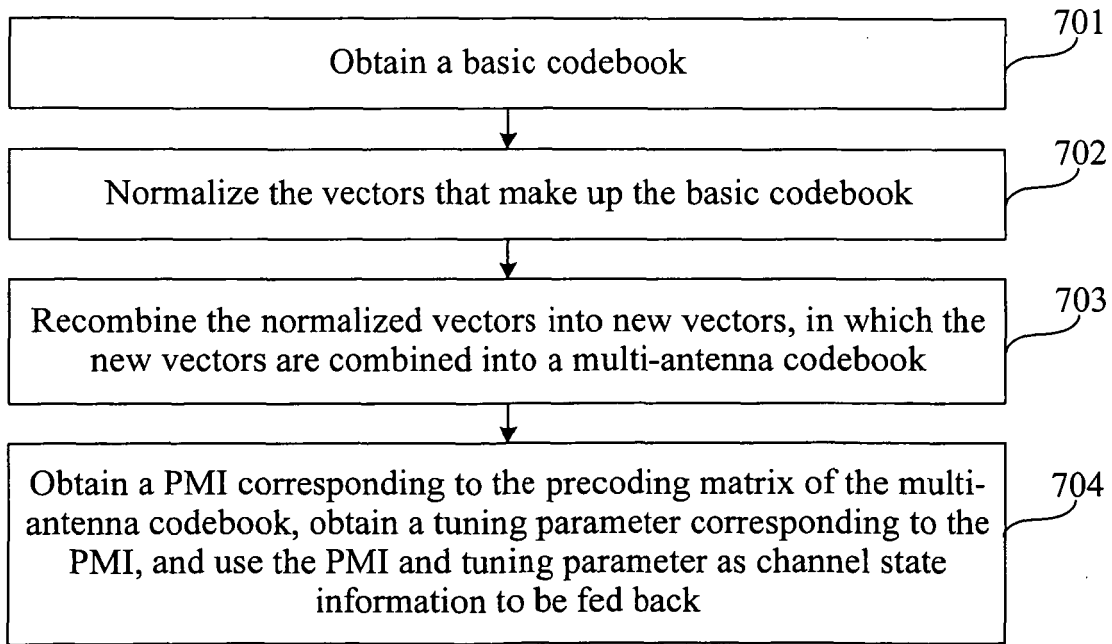 701
Obtain a basic codebook
702
Normalize the vectors that make up the basic codebook
703
Recombine the normalized vectors into new vectors, in which the
new vectors are combined into a multi-antenna codebook
704
Obtain a PMI corresponding to the precoding matrix of the multi-
antenna codebook, obtain a tuning parameter corresponding to
the PMI, and use the PMI and tuning parameter as channel state
information to be fed back